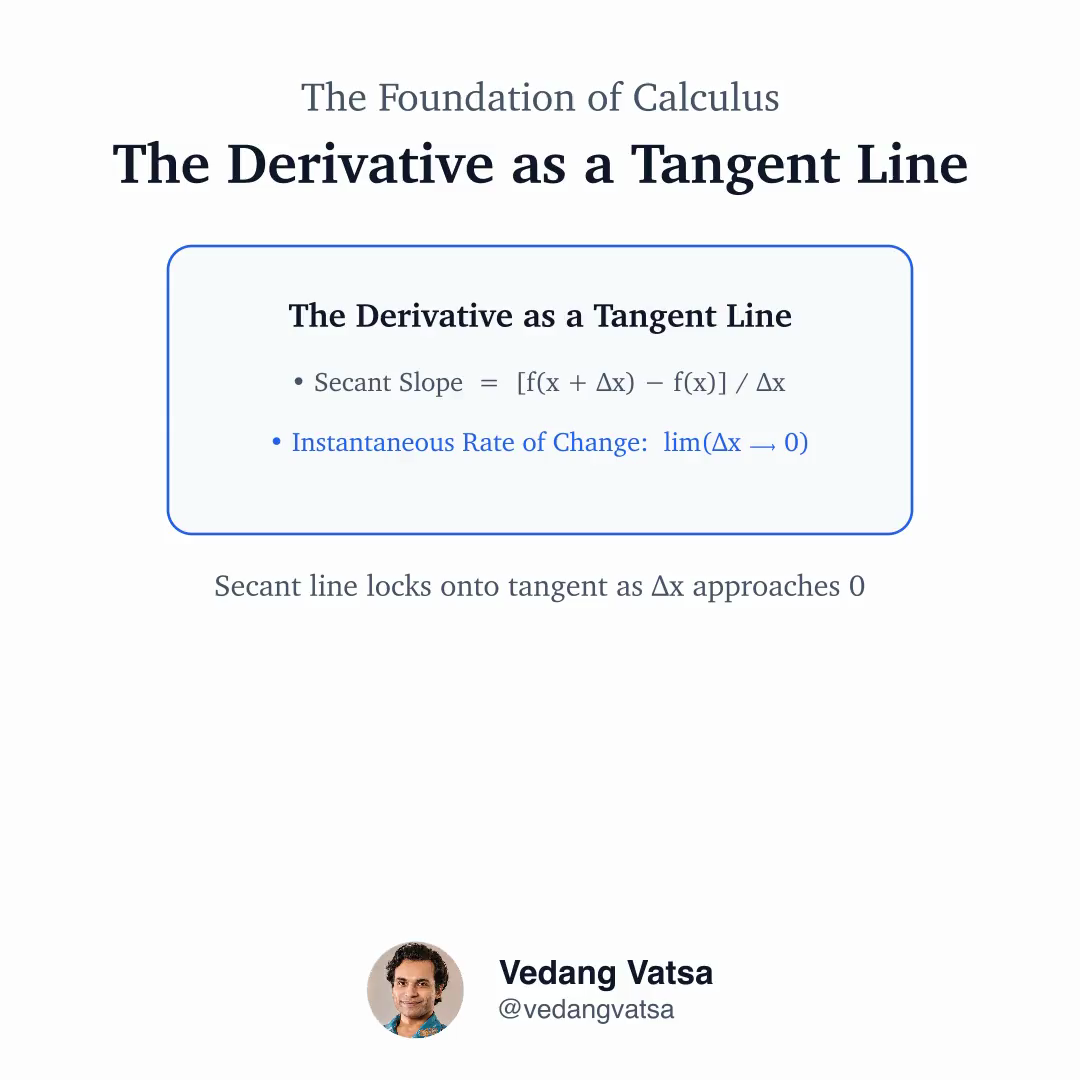 The Foundation of Calculus
The Derivative as a Tangent Line
The Derivative as a Tangent Line
• Secant Slope = [f(x + Δx) − f(x)] / Δx
• Instantaneous Rate of Change: lim(Δx ⟶ 0)
Secant line locks onto tangent as Δx approaches 0
Vedang Vatsa
@vedangvatsa